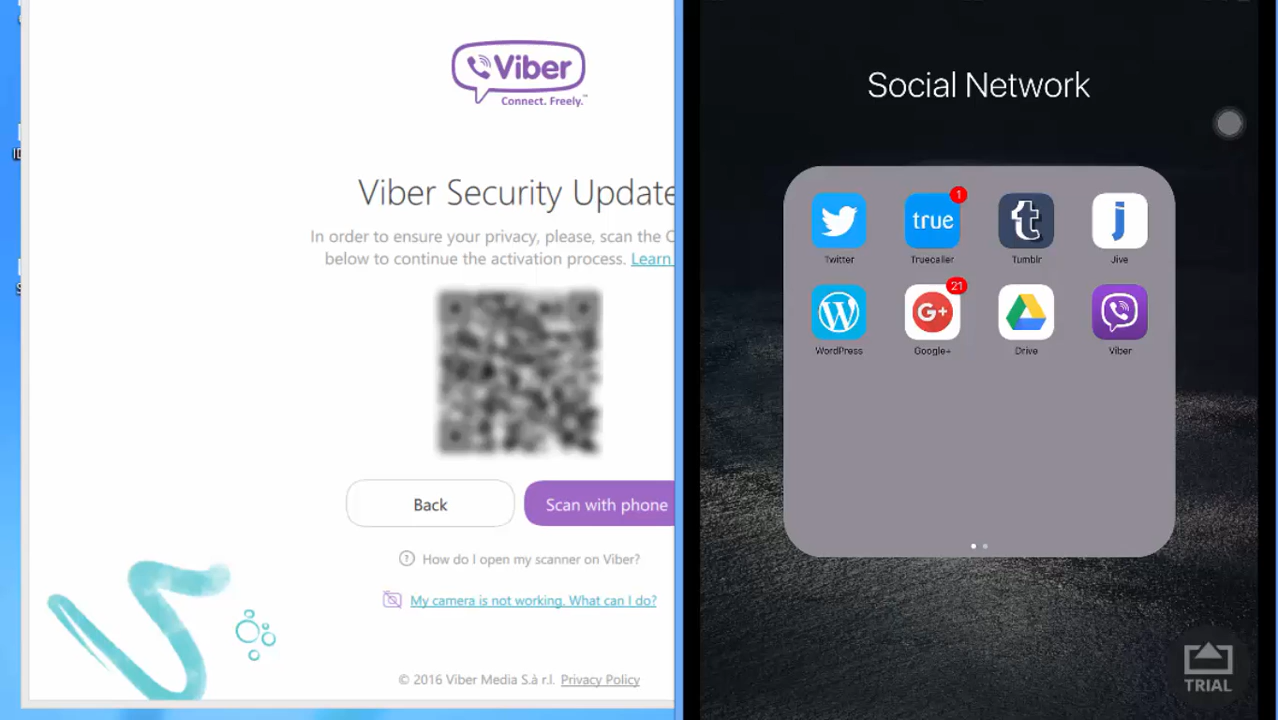 Viber
Connect. Freely.™
Viber Security Update
In order to ensure your privacy, please, scan the
below to continue the activation process. Learn
Back
Scan with phone
How do I open my scanner on Viber?
My camera is not working. What can I do?
© 2016 Viber Media S.à r.l. Privacy Policy
Social Network
1
true
t
j
Twitter
Truecaller
Tumblr
Jive
21
G+
WordPress
Google+
Drive
Viber
TRIAL